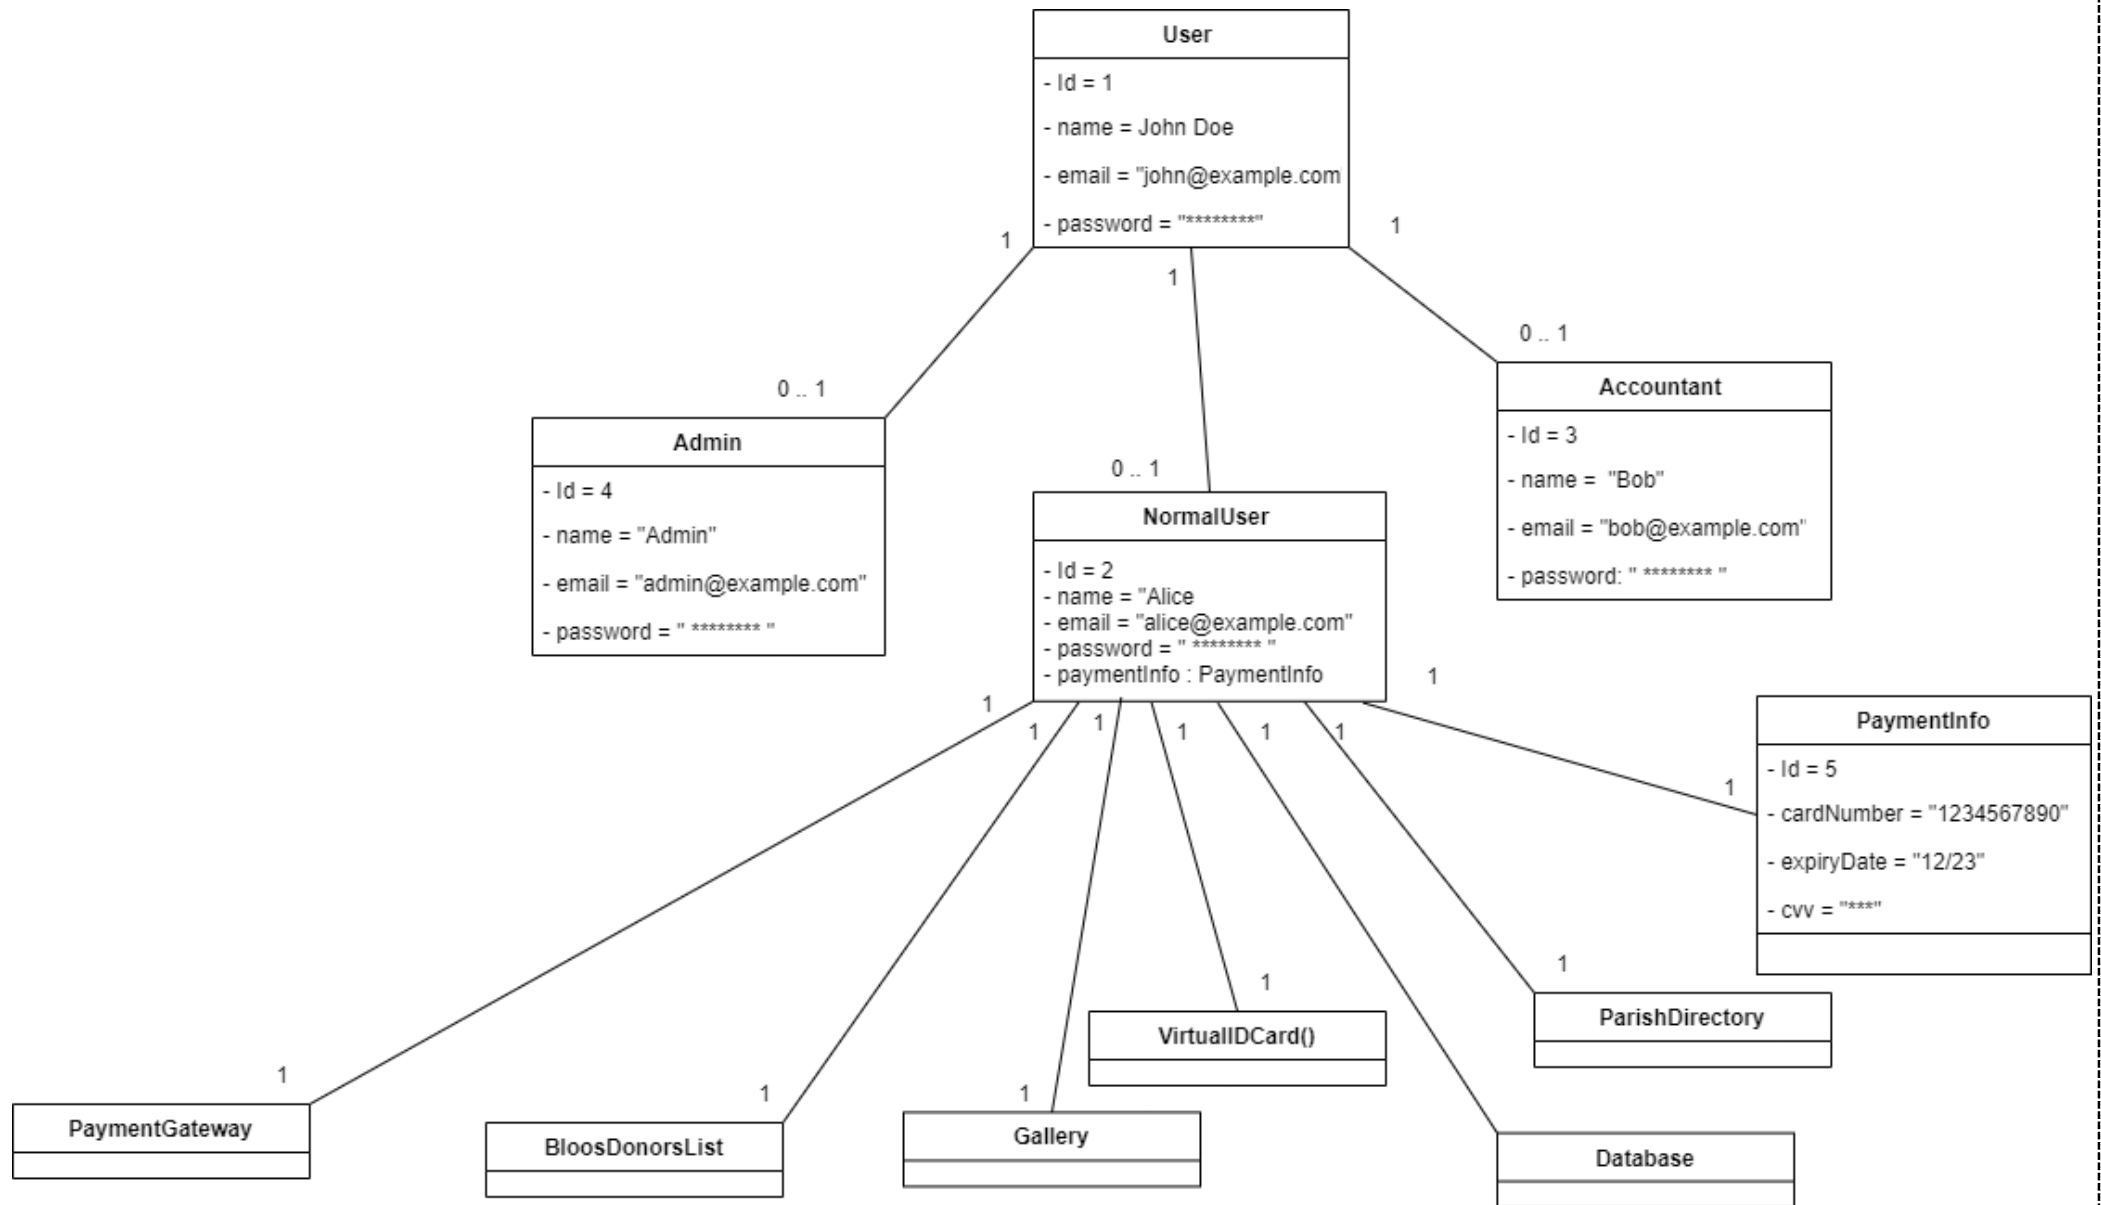 User
- Id = 1
- name = John Doe
- email = "john@example.com
- password = "********"
1
1
1
0 .. 1
0 .. 1
0 .. 1
Admin
- Id = 4
- name = "Admin"
- email = "admin@example.com"
- password = " ******** "
NormalUser
- Id = 2
- name = "Alice
- email = "alice@example.com"
- password = " ******** "
- paymentInfo : PaymentInfo
Accountant
- Id = 3
- name =  "Bob"
- email = "bob@example.com"
- password: " ******** "
1
1
1
1
1
1
1
1
PaymentInfo
- Id = 5
- cardNumber = "1234567890"
- expiryDate = "12/23"
- cvv = "***"
1
ParishDirectory
1
VirtualIDCard()
1
PaymentGateway
1
BloosDonorsList
1
Gallery
Database